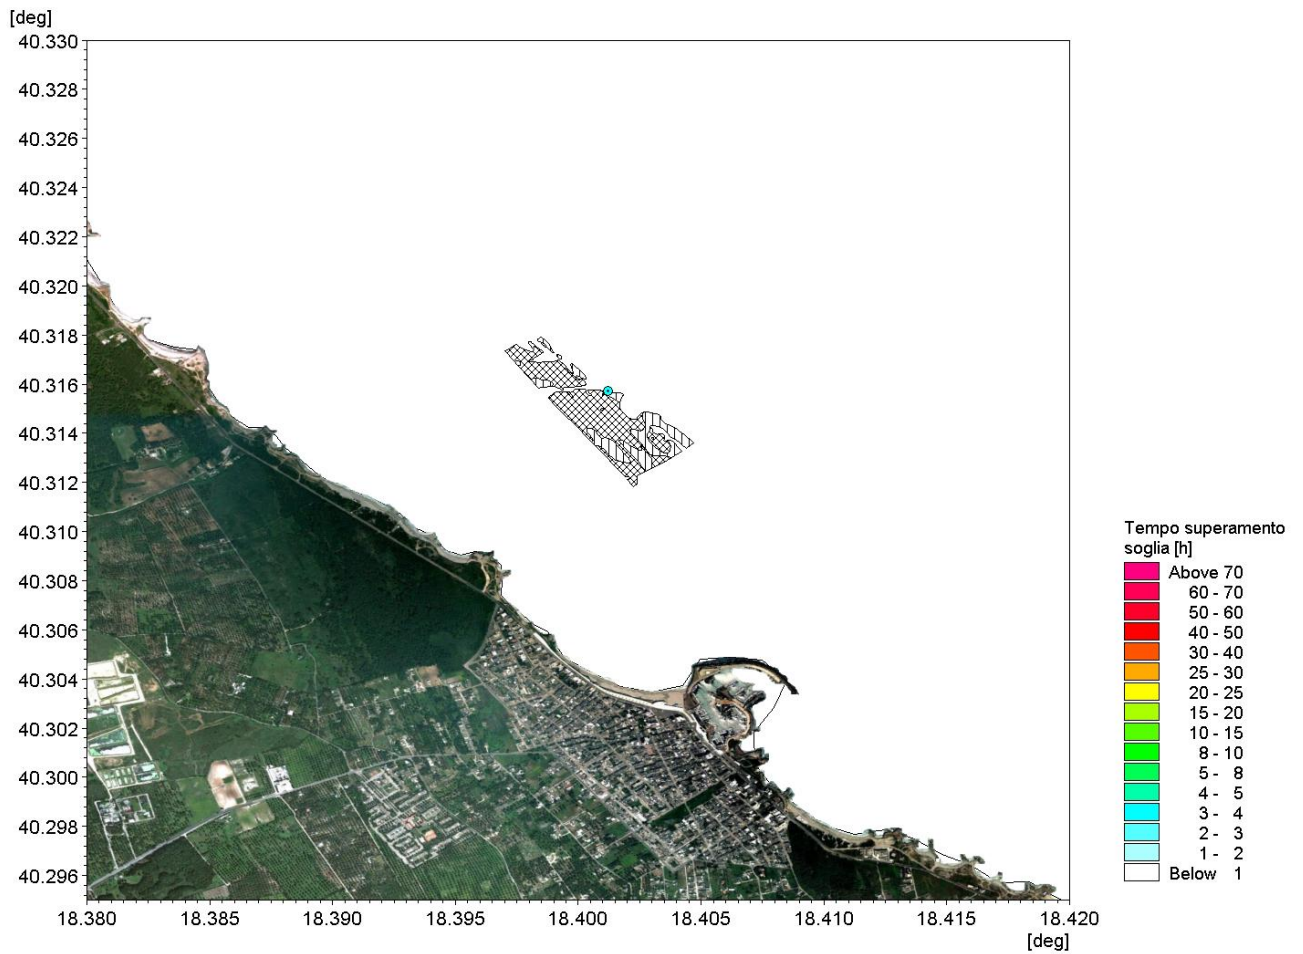 [deg]
40.330
40.328
40.326
40.324
40.322
40.320
40.318
40.316
40.314
40.312
40.310
40.308
40.306
40.304
40.302
40.300
40.298
40.296
18.380 18.385 18.390 18.395 18.400 18.405 18.410 18.415 18.420
[deg]
Tempo superamento
soglia [h]
Above 70
60 - 70
50 - 60
40 - 50
30 - 40
25 - 30
20 - 25
15 - 20
10 - 15
8 - 10
5 - 8
4 - 5
3 - 4
2 - 3
1 - 2
Below 1